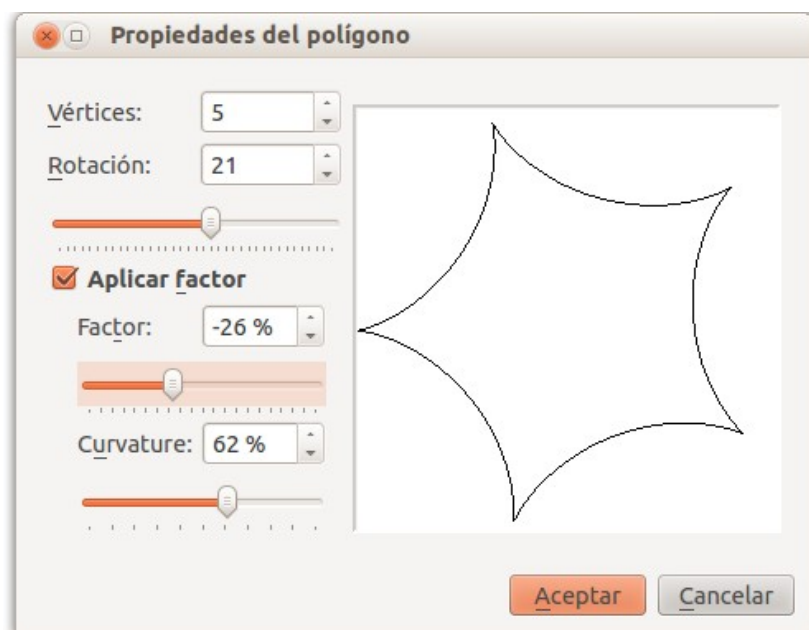 Propiedades del polígono
Vértices: 5
Rotación: 21
Aplicar factor
Factor: -26 %
Curvature: 62 %
Aceptar Cancelar